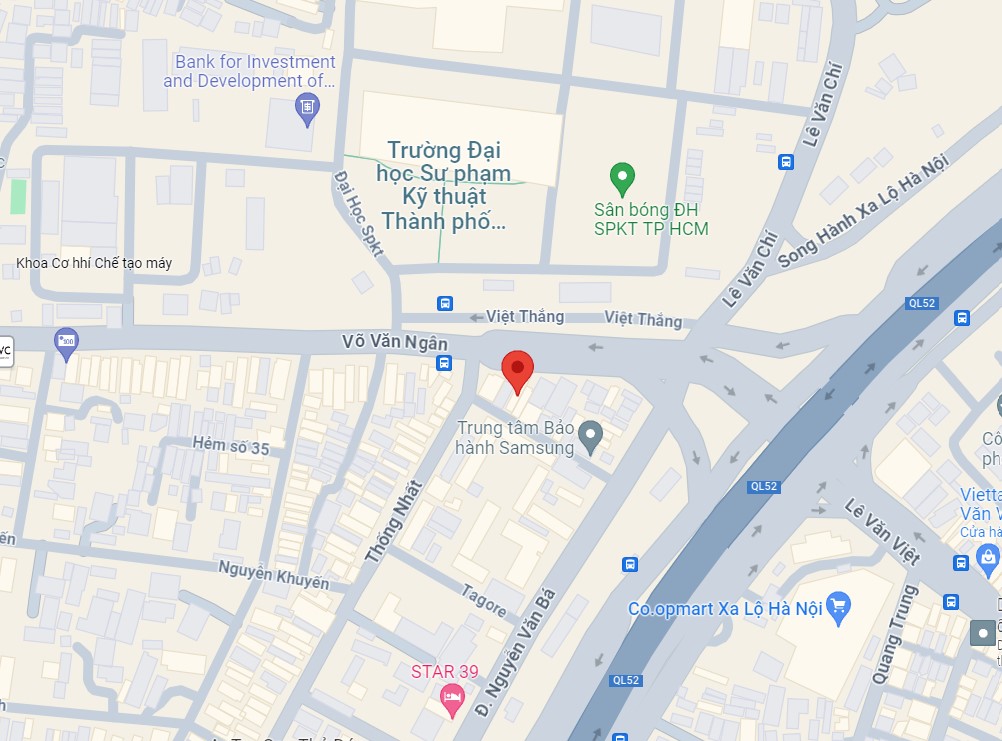 Bank for Investment
and Development of...
Lê Văn Chí
Trường Đại
học Sư phạm
Kỹ thuật
Thành phố...
Sân bóng ĐH
SPKT TP HCM
Song Hành Xa Lộ Hà Nội
Đại Học Spkt
Khoa Cơ hhí Chế tạo máy
Lê Văn Chí
QL52
Việt Thắng
Việt Thắng
Võ Văn Ngân
Trung tâm Bảo
hành Samsung
Hẻm số 35
QL52
Thống Nhất
Lê Văn Việt
Cửa hà
Nguyễn Khuyến
Tagore
Co.opmart Xa Lộ Hà Nội
Quang Trung
Đ. Nguyễn Văn Bá
STAR 39
QL52